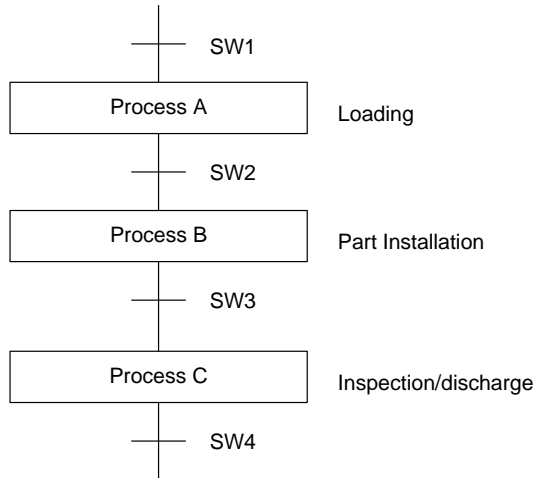 SW1
Process A
Loading
SW2
Process B
Part Installation
SW3
Process C
Inspection/discharge
SW4